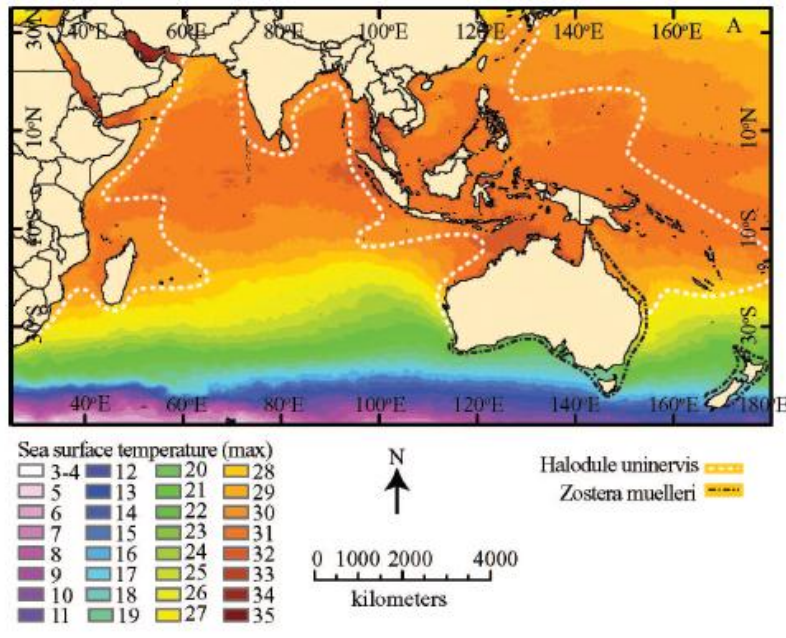 40°E 60°E 80°E 100°E 120°E 140°E 160°E A
30°N 30°N
10°N 10°N
10°S 10°S
30°S 30°S
40°E 60°E 80°E 100°E 120°E 140°E 160°E 180°E
Sea surface temperature (max)
3-4 12 20 28
5 13 21 29
6 14 22 30
7 15 23 31
8 16 24 32
9 17 25 33
10 18 26 34
11 19 27 35
N
0 1000 2000 4000
kilometers
Halodule uninervis
Zostera muelleri